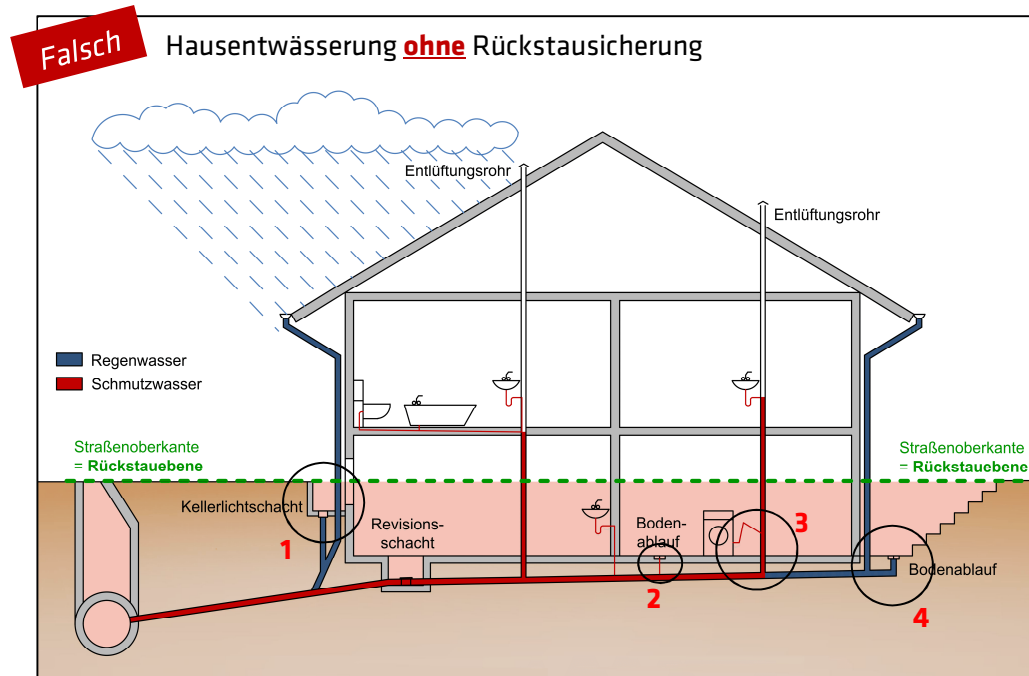 Falsch
Hausentwässerung ohne Rückstausicherung
Entlüftungsrohr
Entlüftungsrohr
Regenwasser
Schmutzwasser
Straßenoberkante
= Rückstauebene
Straßenoberkante
= Rückstauebene
Kellerlichtschacht
1
Revisions-
schacht
Boden-
ablauf
2
3
Bodenablauf
4